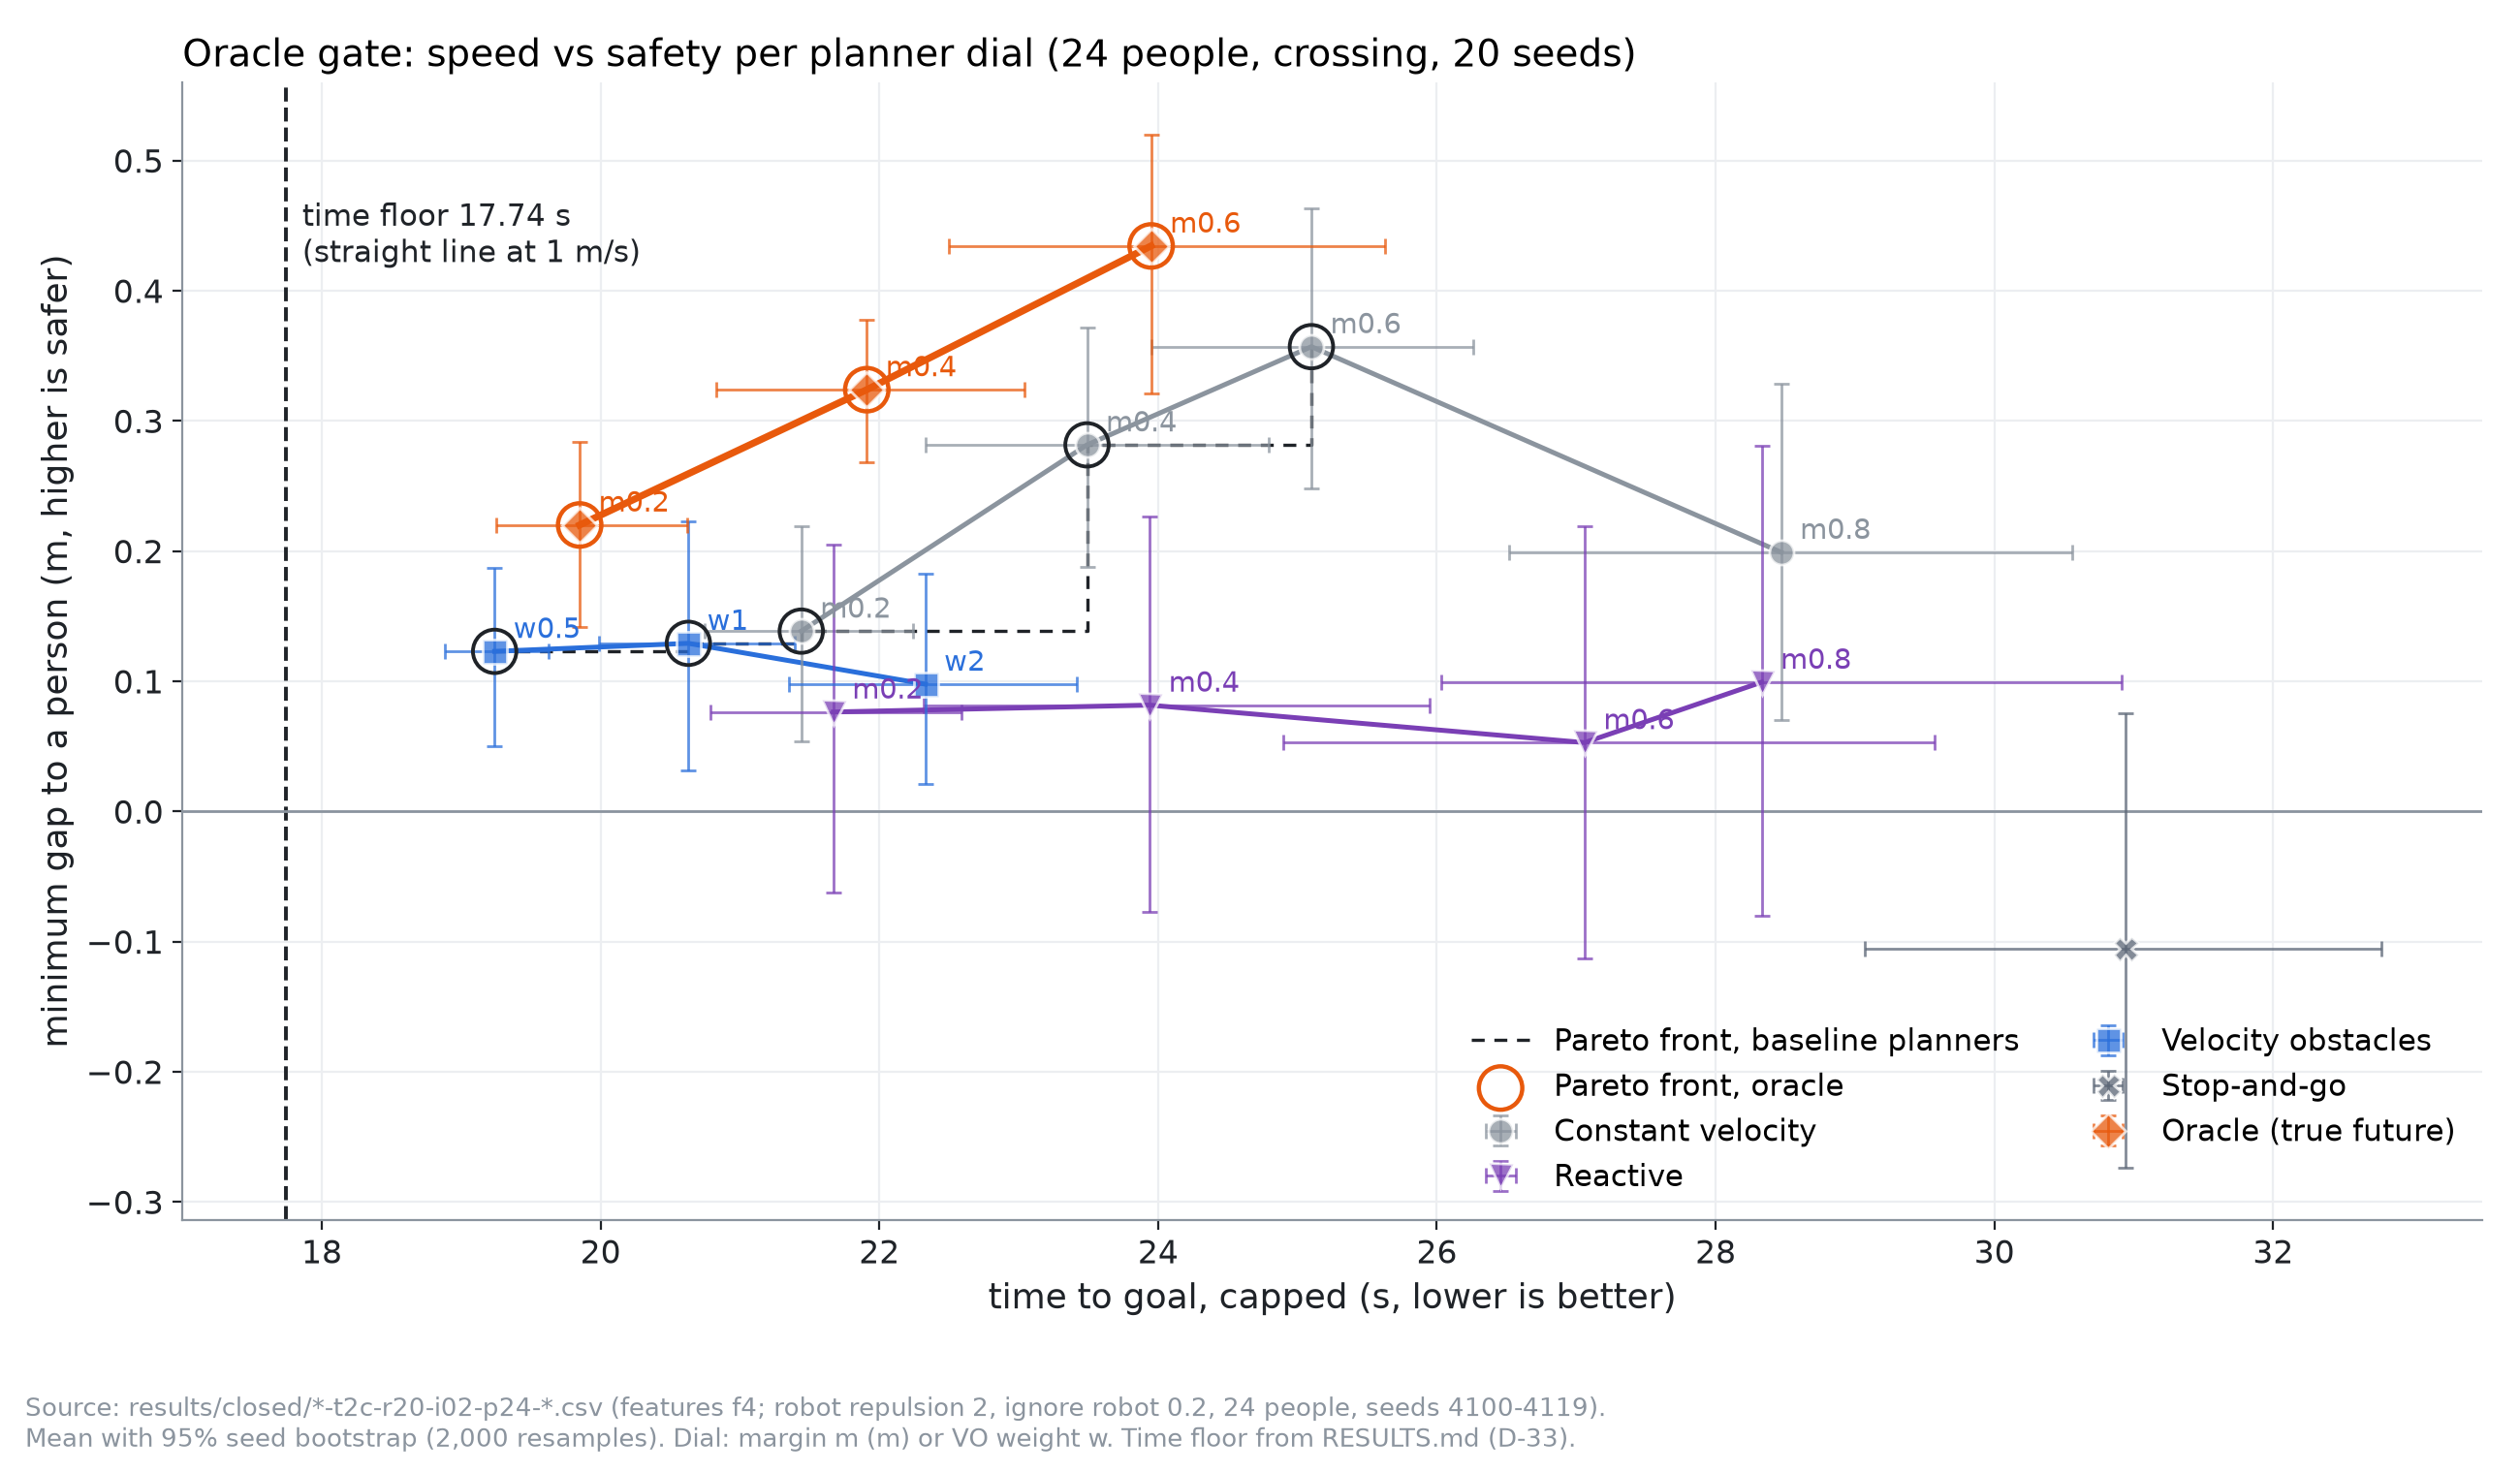 Oracle gate: speed vs safety per planner dial (24 people, crossing, 20 seeds)
minimum gap to a person (m, higher is safer)
0.5
0.4
0.3
0.2
0.1
0.0
−0.1
−0.2
−0.3
time floor 17.74 s
(straight line at 1 m/s)
m0.6
m0.4
m0.2
m0.6
m0.4
m0.2
m0.8
w0.5
w1
w2
m0.2
m0.4
m0.6
m0.8
Pareto front, baseline planners
Pareto front, oracle
Constant velocity
Reactive
Velocity obstacles
Stop-and-go
Oracle (true future)
18
20
22
24
26
28
30
32
time to goal, capped (s, lower is better)
Source: results/closed/*-t2c-r20-i02-p24-*.csv (features f4; robot repulsion 2, ignore robot 0.2, 24 people, seeds 4100-4119).
Mean with 95% seed bootstrap (2,000 resamples). Dial: margin m (m) or VO weight w. Time floor from RESULTS.md (D-33).